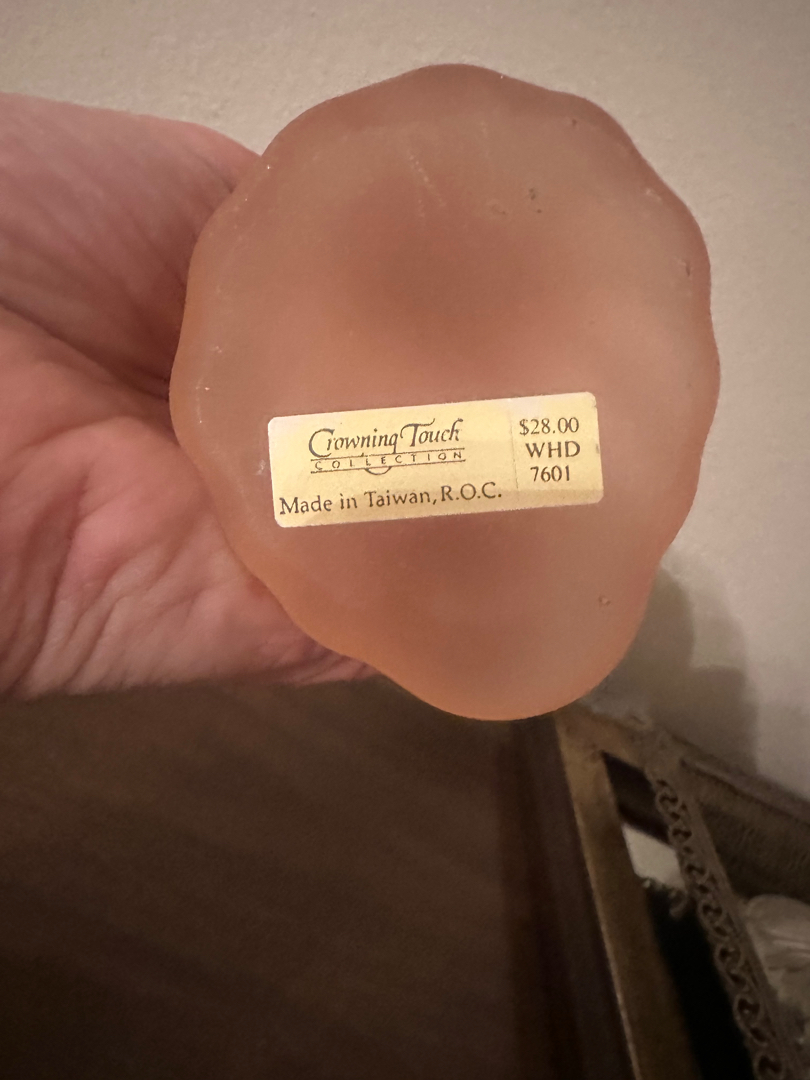 Crowning Touch
COLLECTION
Made in Taiwan, R.O.C.
$28.00
WHD
7601